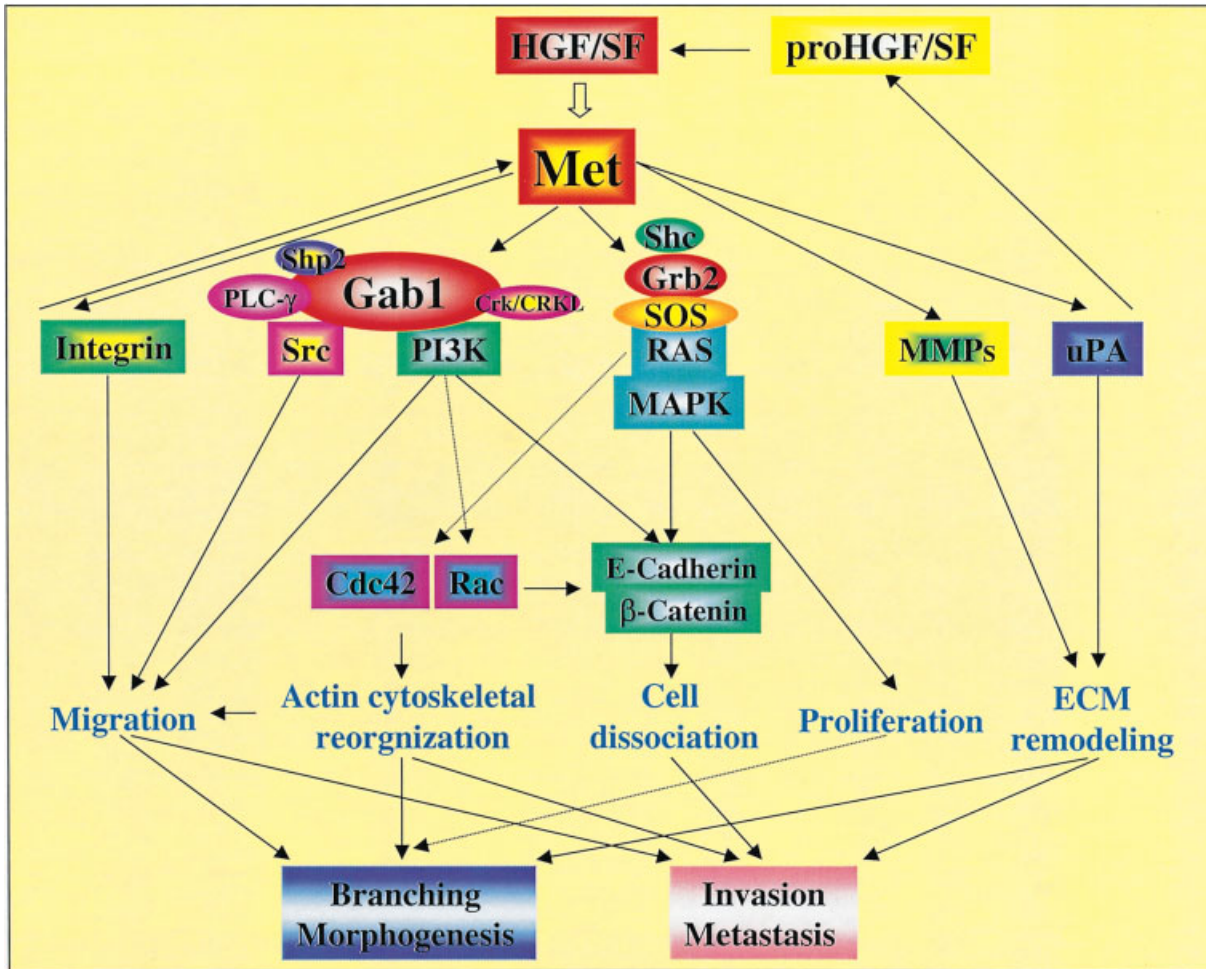 HGF/SF
proHGF/SF
Met
Shp2
Shc
PLC-γ
Gab1
Crk/CRKL
Grb2
SOS
Integrin
Src
PI3K
RAS
MMPs
uPA
MAPK
Cdc42
Rac
E-Cadherin
β-Catenin
Migration
Actin cytoskeletal
reorgnization
Cell
dissociation
Proliferation
ECM
remodeling
Branching
Morphogenesis
Invasion
Metastasis